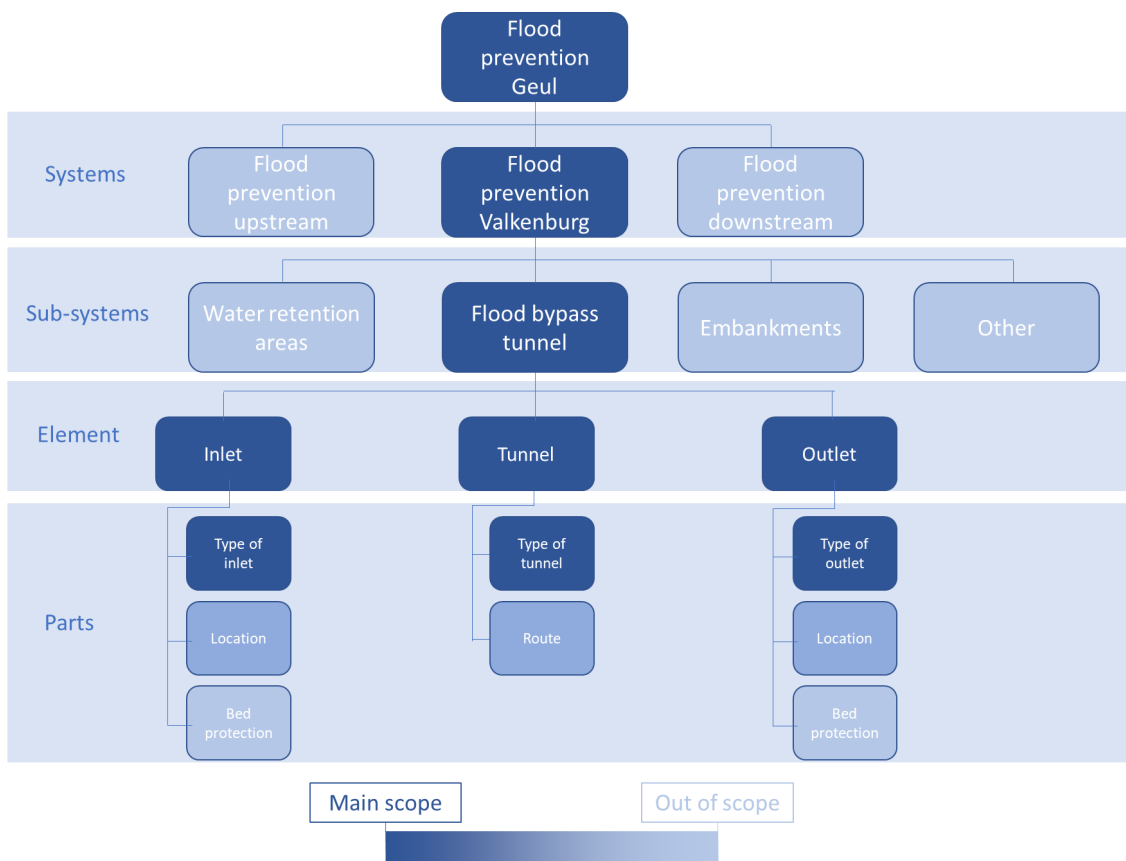 Flood
prevention
Geul
Systems
Flood
prevention
upstream
Flood
prevention
Valkenburg
Flood
prevention
downstream
Sub-systems
Water retention
areas
Flood bypass
tunnel
Embankments
Other
Element
Inlet
Tunnel
Outlet
Parts
Type of
inlet
Type of
tunnel
Type of
outlet
Location
Route
Location
Bed
protection
Bed
protection
Main scope
Out of scope